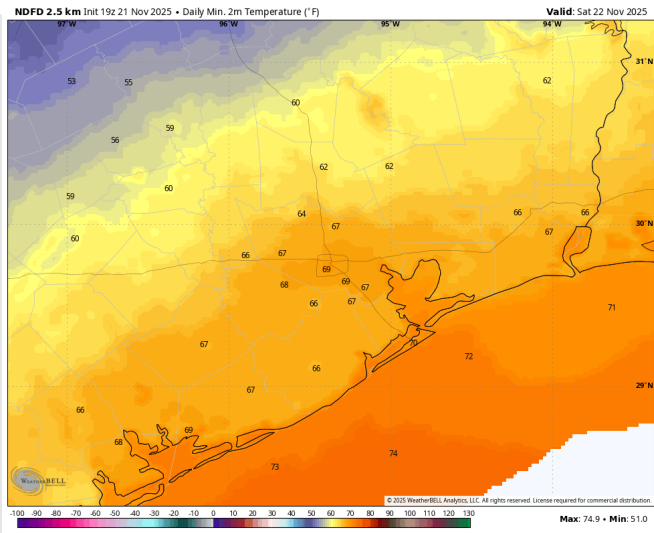 NDFD 2.5 km Init 19z 21 Nov 2025 • Daily Min. 2m Temperature (°F) Valid: Sat 22 Nov 2025
97°W 96°W 95°W 94°W
31°N
53 55 62
60
59
56
62 62
60
59
64 66 66
67 30°N
67
60
66 67
69
68 69 67
66 67
71
70
67 72
66 29°N
67
66
69
68
73 74
WEATHERBELL
© 2025 WeatherBELL Analytics, LLC. All rights reserved. License required for commercial distribution.
-100 -90 -80 -70 -60 -50 -40 -30 -20 -10 0 10 20 30 40 50 60 70 80 90 100 110 120 130
Max: 74.9 • Min: 51.0